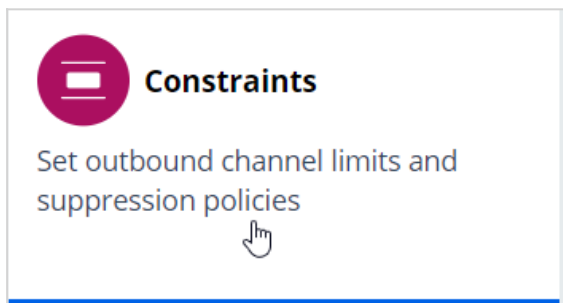 Constraints
Set outbound channel limits and
suppression policies